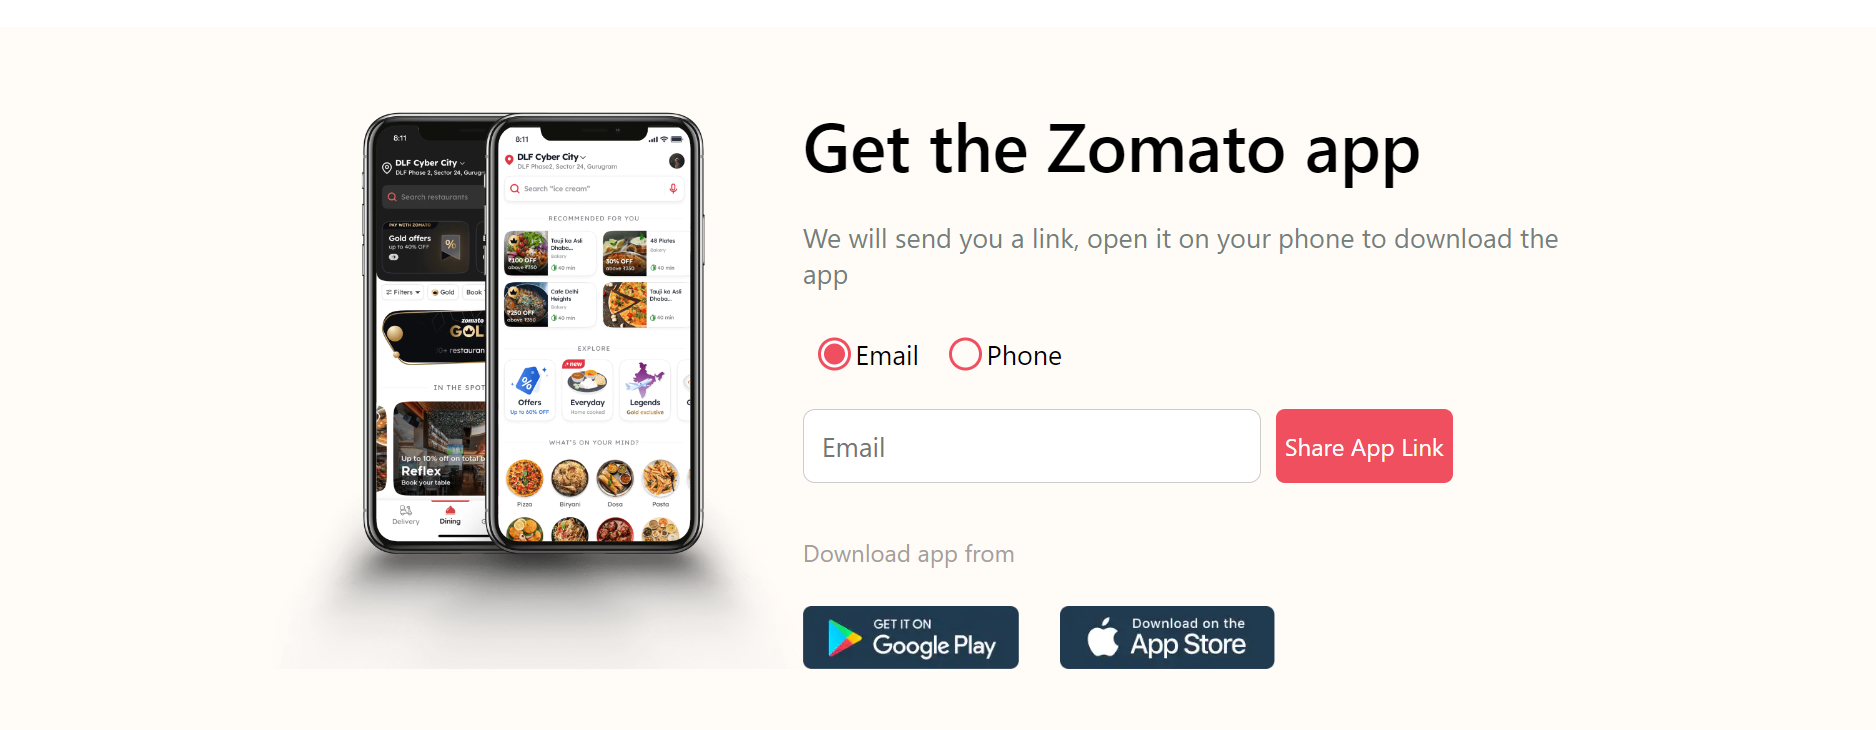 8:11
DLF Cyber City
DLF Phase 2, Sector 24, Gurugr
Search restaurants
PAY WITH ZOMATO
Gold offers
up to 40% OFF
%
Filters
Gold
Book
zomato
GOL
restauran
IN THE SPOT
Up to 10% off on total b
Reflex
Book your table
Delivery
Dining
8:11
DLF Cyber City
DLF Phase2, Sector 24, Gurugram
Search "ice cream"
RECOMMENDED FOR YOU
₹100 OFF
above ₹350
Tauji ka Asli
Dhaba...
Bakery
40 min
50% OFF
above ₹350
48 Plates
Bakery
40 min
₹250 OFF
above ₹350
Cafe Delhi
Heights
Bakery
40 min
Tauji ka Asli
Dhaba...
40 min
EXPLORE
%
Offers
Up to 60% OFF
new
Everyday
Home cooked
Legends
Gold exclusive
WHAT'S ON YOUR MIND?
Pizza
Biryani
Dosa
Pasta
Get the Zomato app
We will send you a link, open it on your phone to download the
app
Email
Phone
Email
Share App Link
Download app from
GET IT ON
Google Play
Download on the
App Store